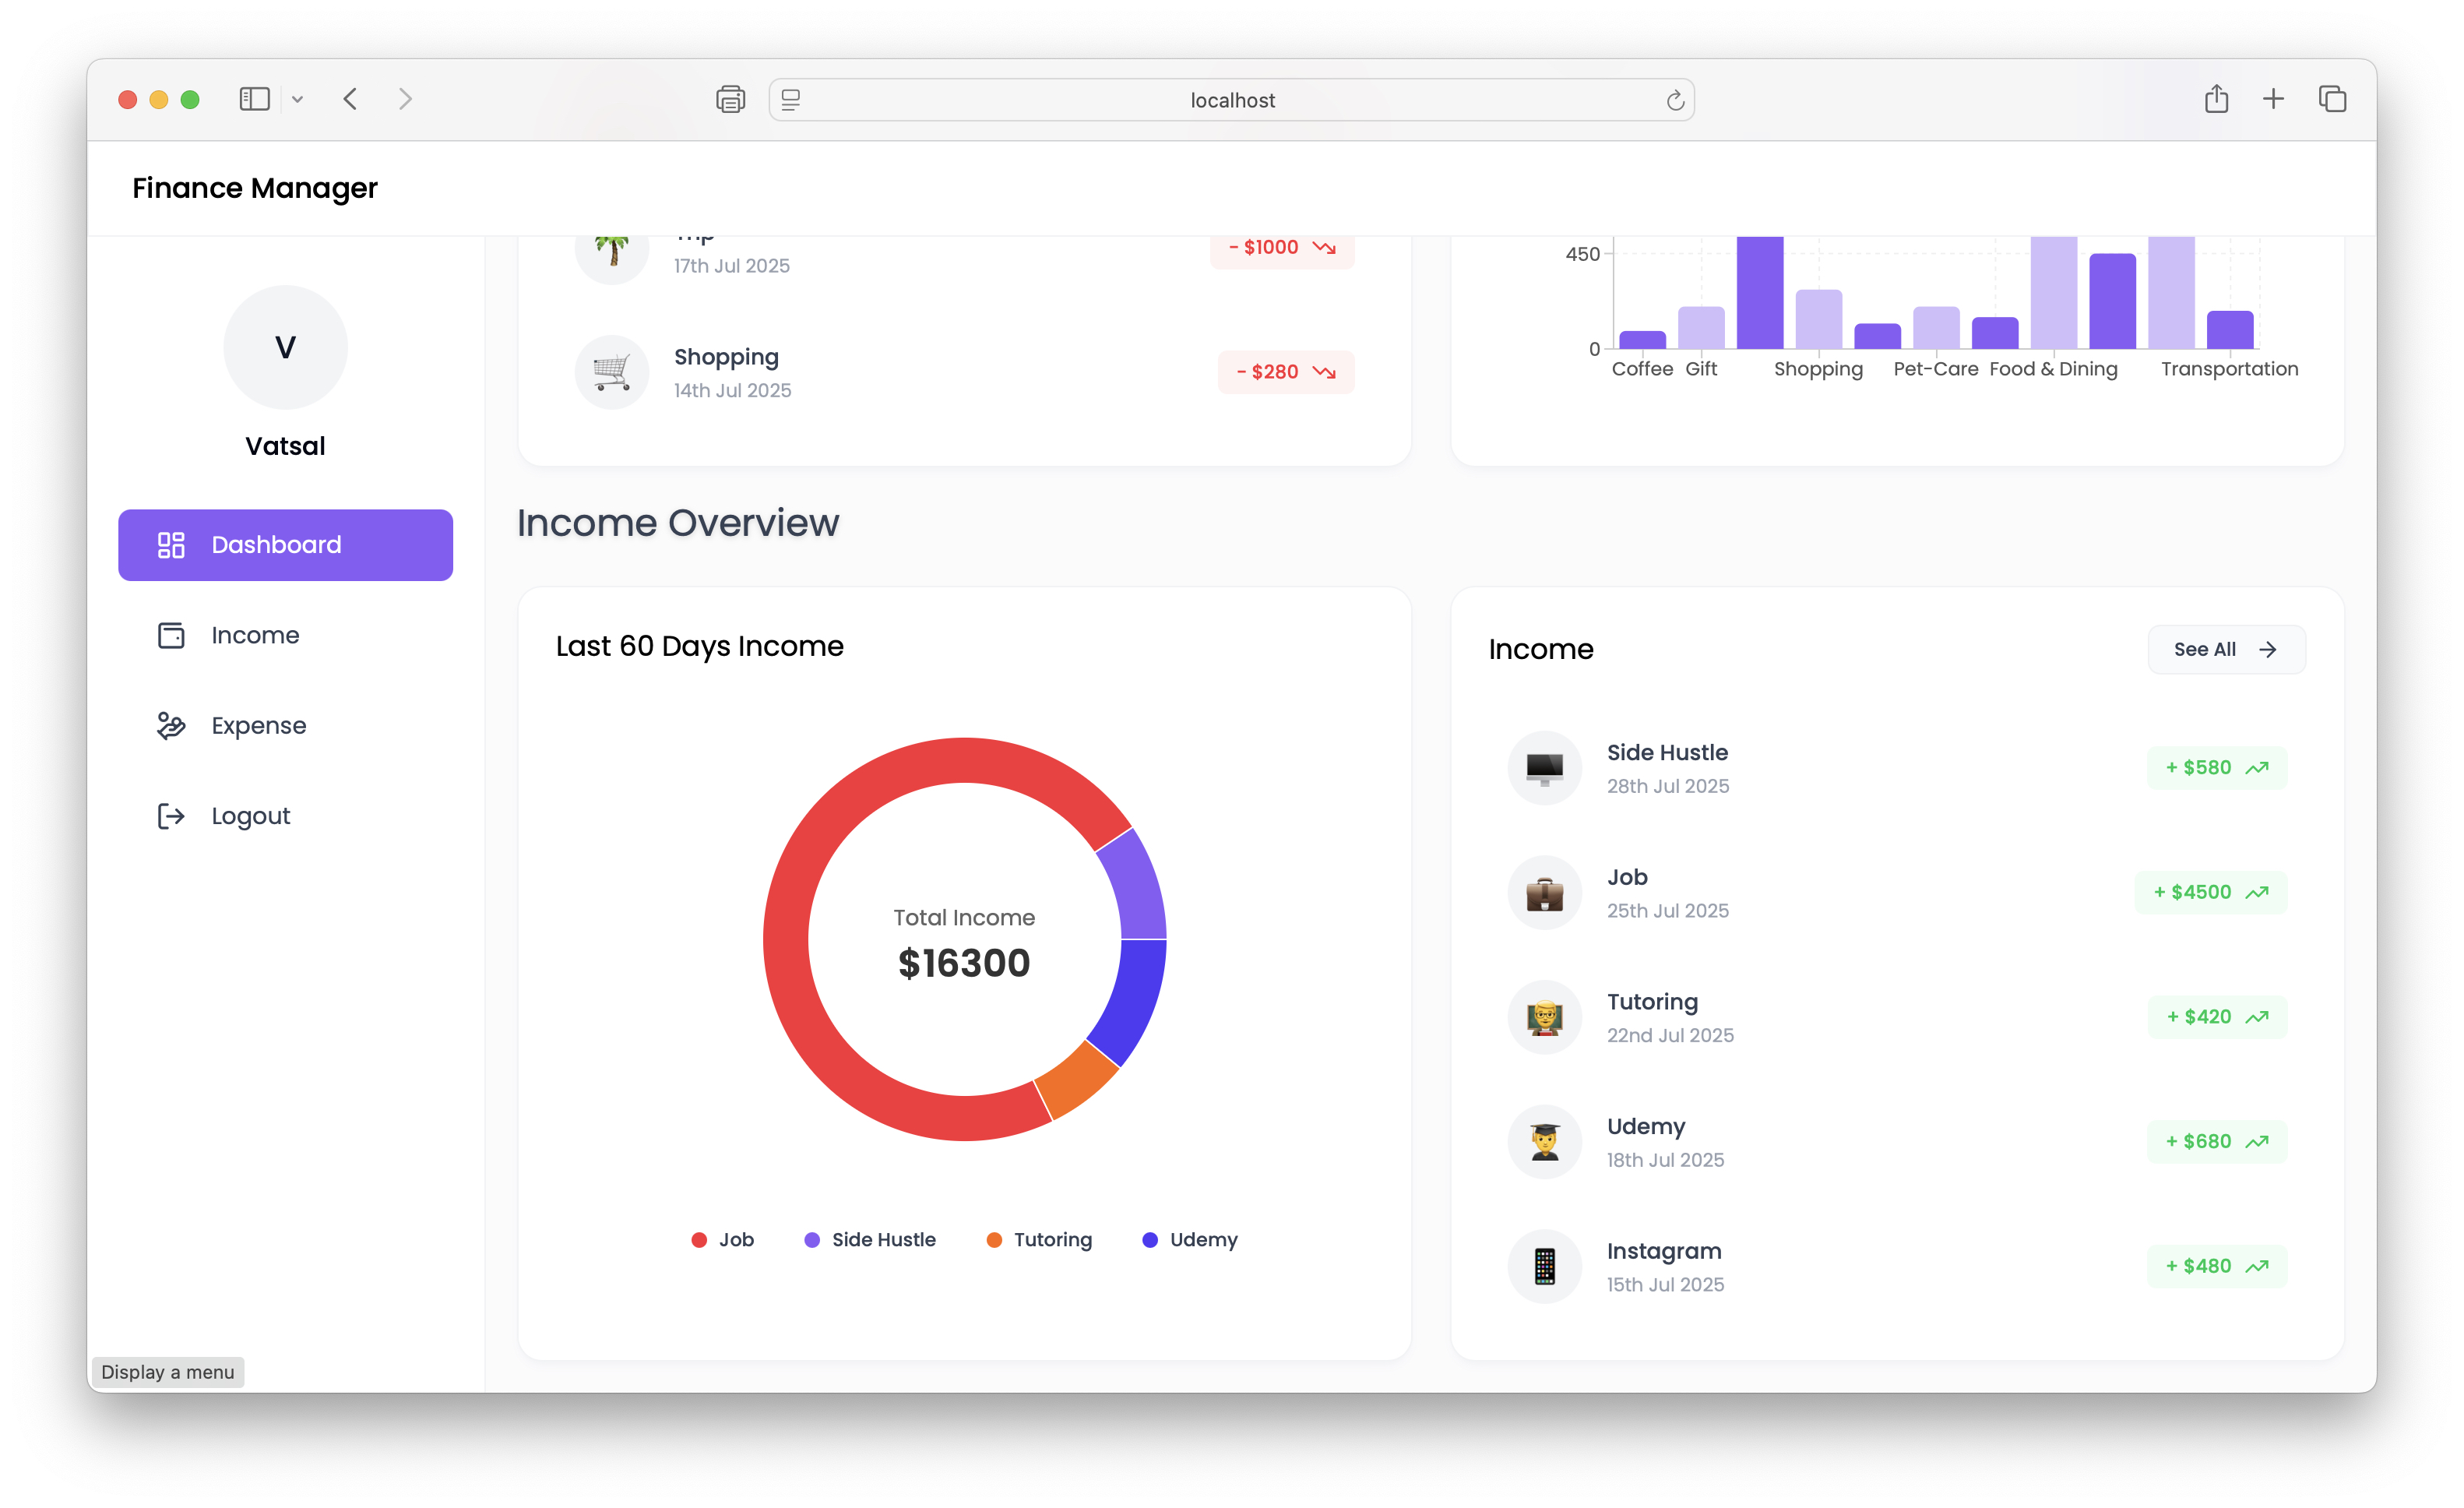 localhost
Finance Manager
V
Vatsal
Dashboard
Income
Expense
Logout
Display a menu
17th Jul 2025
- $1000
Shopping
14th Jul 2025
- $280
450
0
Coffee Gift Shopping Pet-Care Food & Dining Transportation
Income Overview
Last 60 Days Income
Total Income
$16300
Job Side Hustle Tutoring Udemy
Income
See All
Side Hustle
28th Jul 2025
+ $580
Job
25th Jul 2025
+ $4500
Tutoring
22nd Jul 2025
+ $420
Udemy
18th Jul 2025
+ $680
Instagram
15th Jul 2025
+ $480